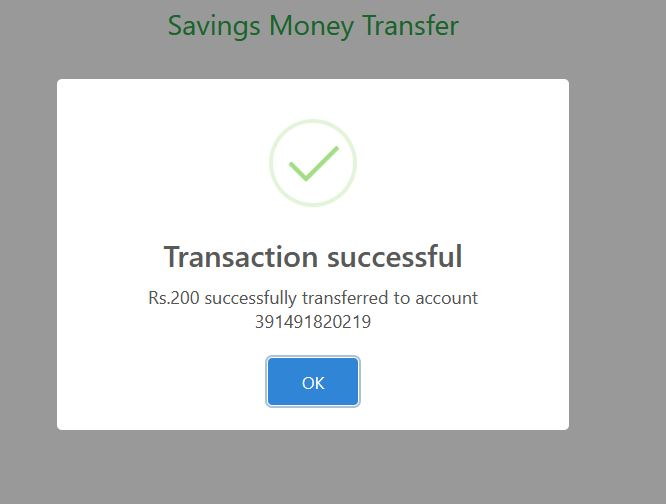 Savings Money Transfer
Transaction successful
Rs.200 successfully transferred to account
391491820219
OK